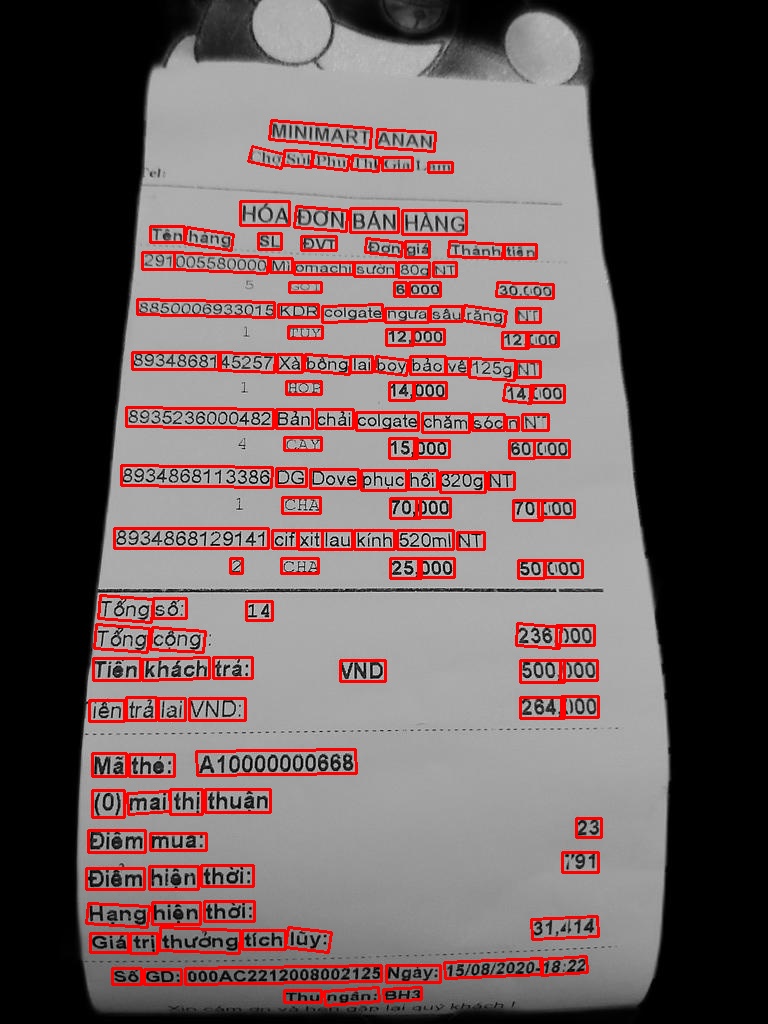 MINIMART ANAN
Chợ Sủi Phú Thị Gia Lâm
Tel:
HÓA ĐƠN BÁN HÀNG
Tên hàng SL ĐVT Đơn giá Thành tiền
291005580000 Mì omachi sườn 80g NT
5 GOI 6,000 30,000
8850006933015 KDR colgate ngừa sâu răng NT
1 TUY 12,000 12,000
8934868145257 Xà bông lai boy bảo vệ 125g NT
1 HOP 14,000 14,000
8935236000482 Bàn chải colgate chăm sóc n NT
4 CAY 15,000 60,000
8934868113386 DG Dove phục hồi 320g NT
1 CHA 70,000 70,000
8934868129141 cif xit lau kính 520ml NT
2 CHA 25,000 50,000
Tổng số: 14
Tổng cộng: 236,000
Tiền khách trả: VND 500,000
iền trả lại VND: 264,000
Mã thẻ: A10000000668
(0) mai thị thuận
Điểm mua: 23
Điểm hiện thời: 791
Hạng hiện thời:
Giá trị thưởng tích lũy: 31,414
Số GD: 000AC2212008002125 Ngày: 15/08/2020-18:22
Thu ngân: BH3
Xin cảm ơn và hẹn gặp lại quý khách !